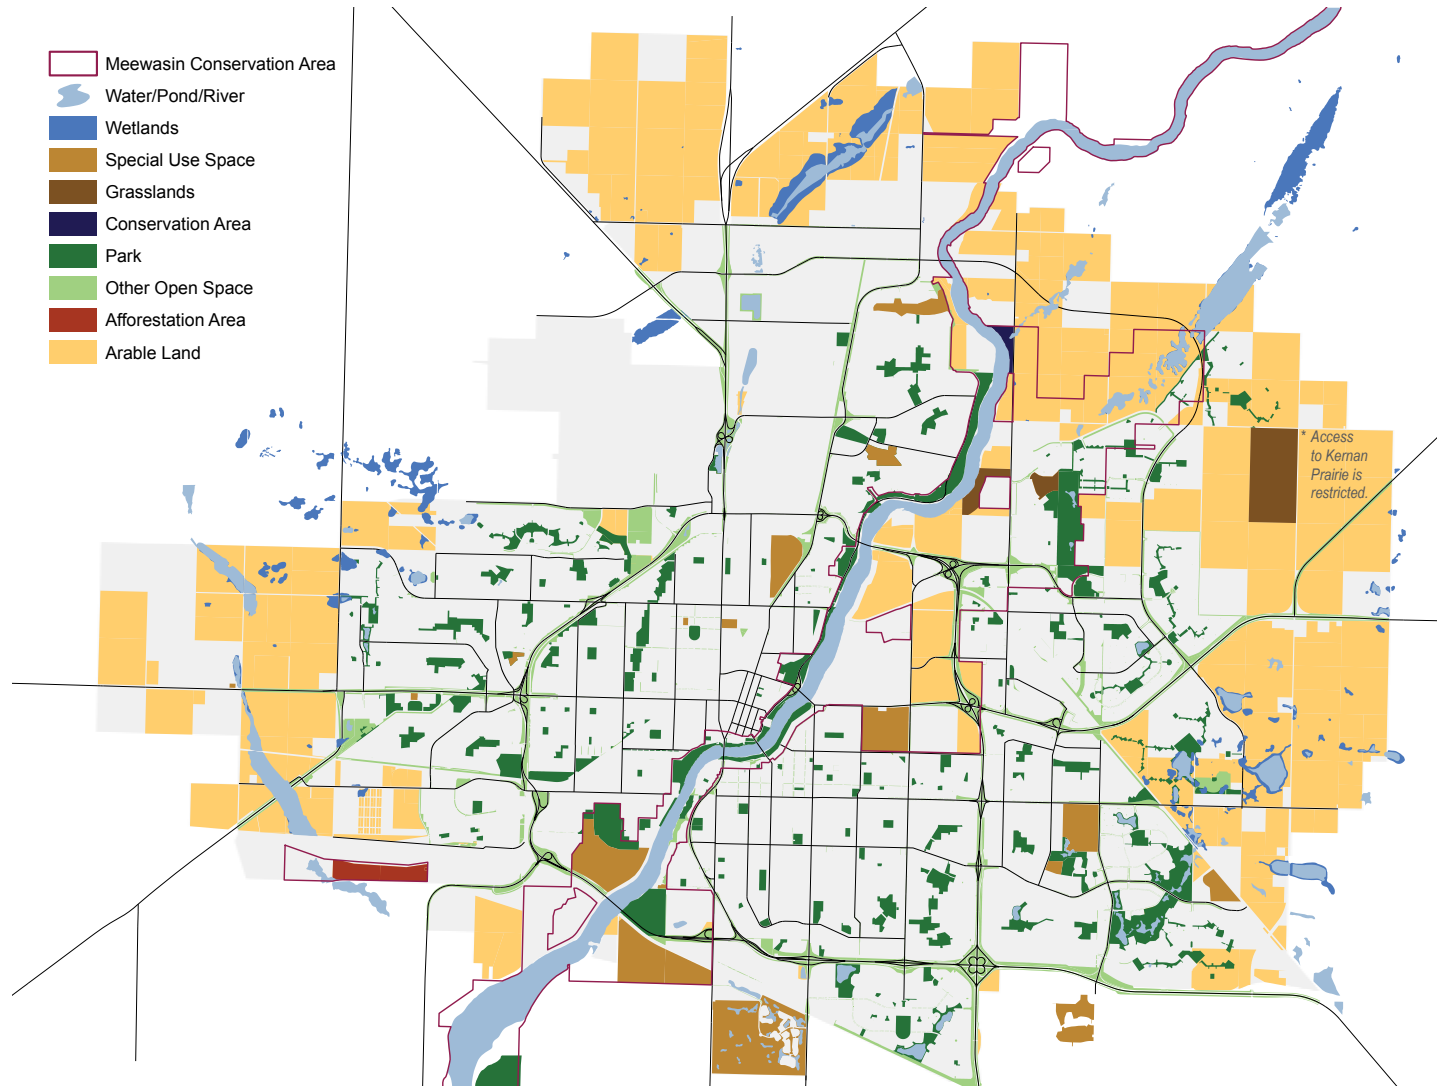 Meewasin Conservation Area
Water/Pond/River
Wetlands
Special Use Space
Grasslands
Conservation Area
Park
Other Open Space
Afforestation Area
Arable Land
* Access
to Kernan
Prairie is
restricted.